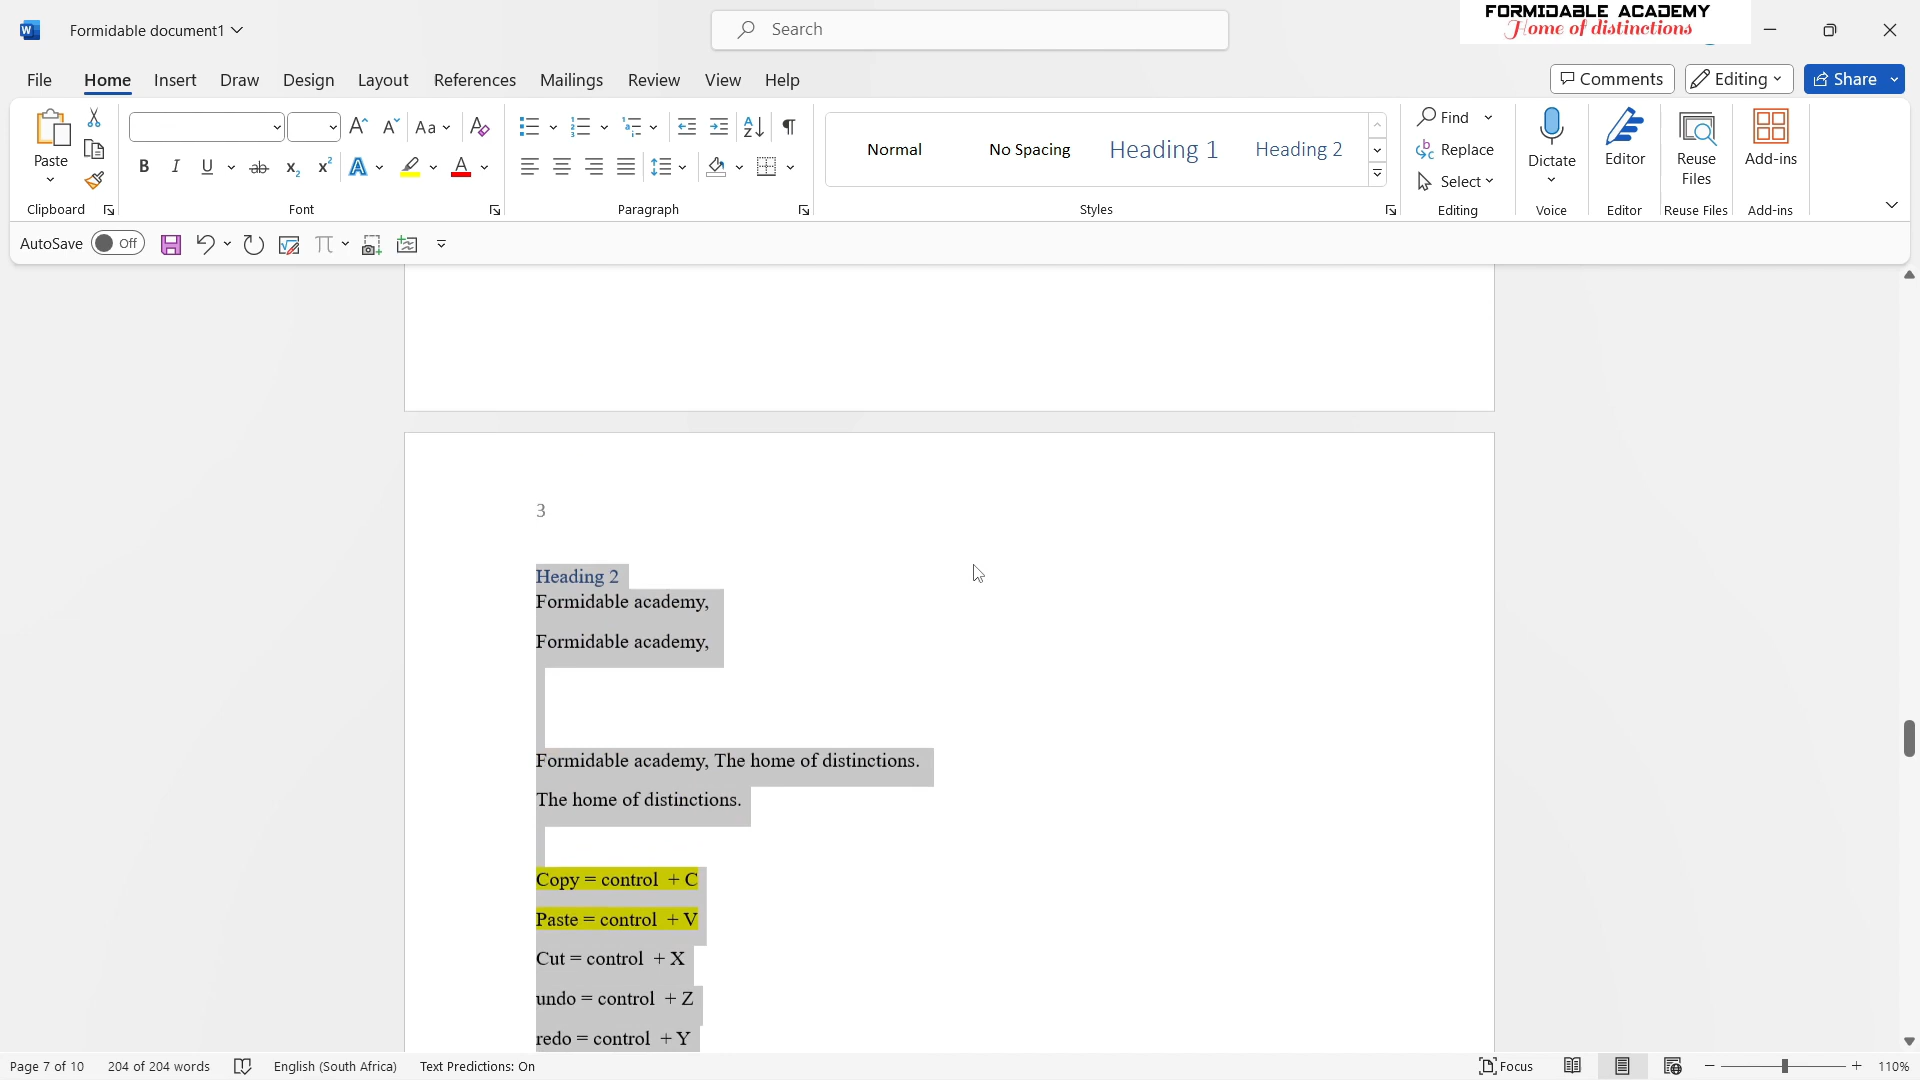 Formidable document1
Search
FORMIDABLE ACADEMY
Home of distinctions
File Home Insert Draw Design Layout References Mailings Review View Help
Comments Editing Share
Paste
Aa
B I U ab x₂ x² A A
Normal No Spacing Heading 1 Heading 2
Find
Replace
Select
Dictate
Editor
Reuse Files
Add-ins
Clipboard Font Paragraph Styles Editing Voice Editor Reuse Files Add-ins
AutoSave Off
3
Heading 2
Formidable academy,
Formidable academy,
Formidable academy, The home of distinctions.
The home of distinctions.
Copy = control + C
Paste = control + V
Cut = control + X
undo = control + Z
redo = control + Y
Page 7 of 10 204 of 204 words English (South Africa) Text Predictions: On Focus 110%